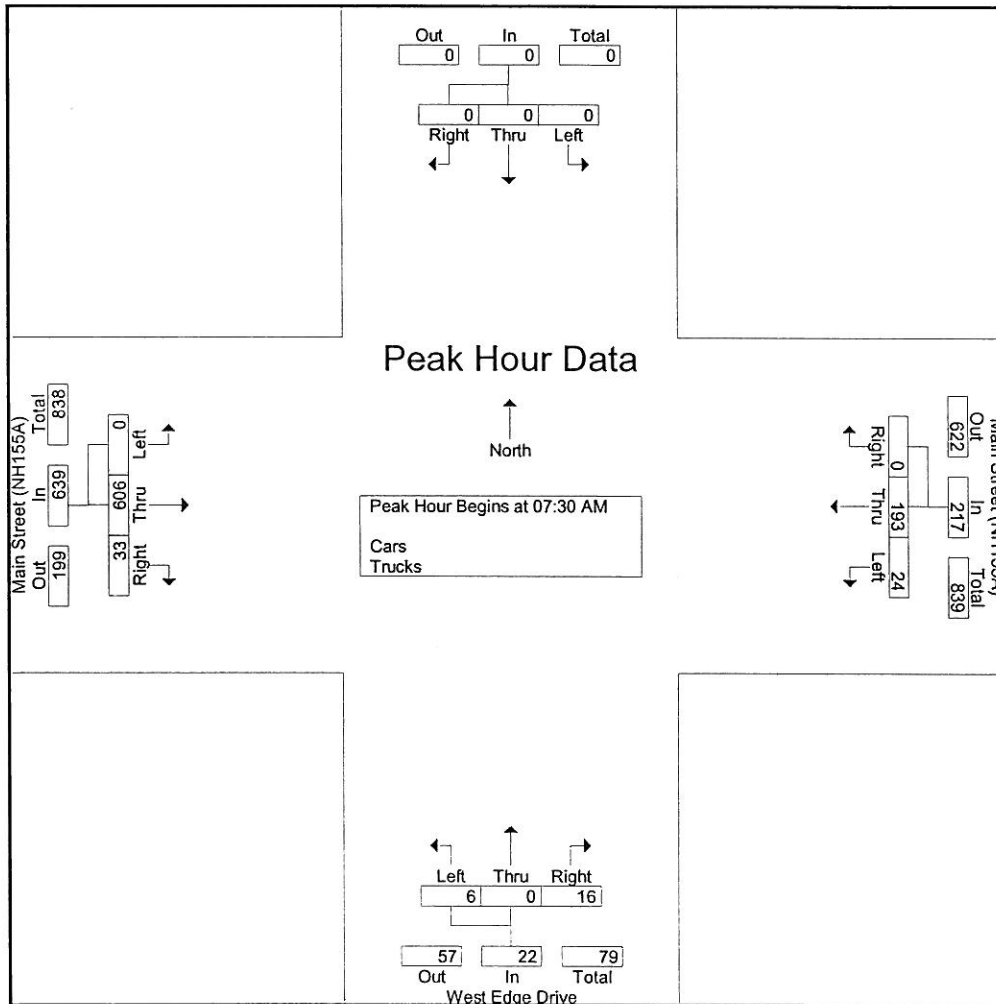 Out In Total
0 0 0
0 0 0
Right Thru Left
Peak Hour Data
North
Peak Hour Begins at 07:30 AM
Cars
Trucks
Main Street (NH155A)
Out In Total
199 639 838
33 606 0
Right Thru Left
Out In Total
622 217 839
0 193 24
Right Thru Left
Left Thru Right
6 0 16
57 22 79
Out In Total
West Edge Drive